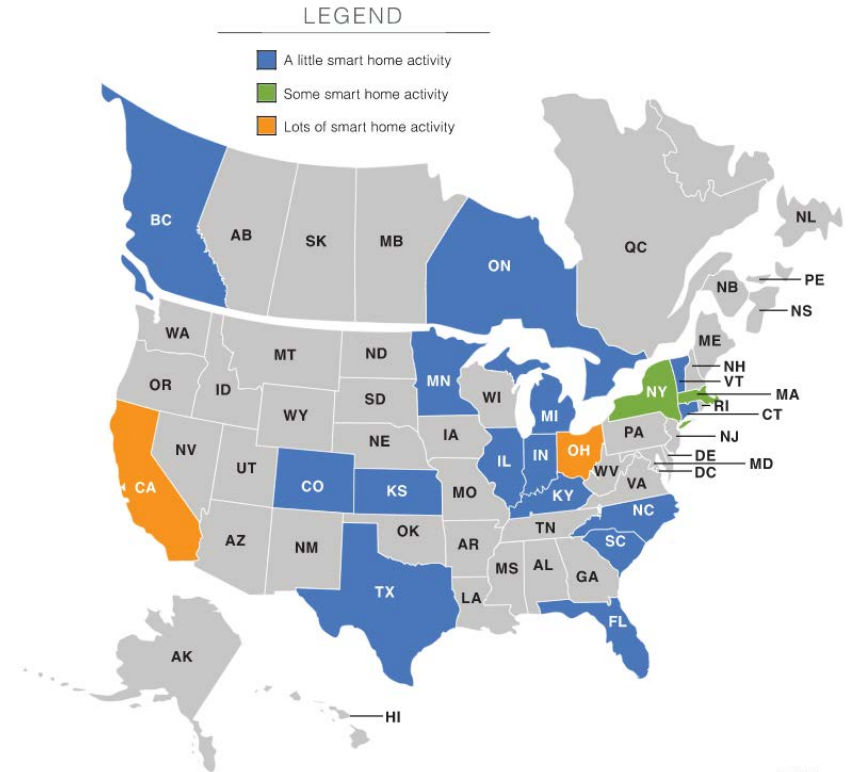 LEGEND
A little smart home activity
Some smart home activity
Lots of smart home activity
BC
AB
SK
MB
ON
QC
NL
NB
PE
NS
WA
MT
ND
MN
ME
NH
VT
OR
ID
SD
WI
MI
NY
MA
RI
CT
WY
NV
UT
NE
IA
PA
NJ
CA
CO
KS
MO
IL
IN
OH
WV
VA
DE
MD
DC
KY
NC
AZ
NM
OK
AR
TN
SC
TX
LA
MS
AL
GA
FL
AK
HI